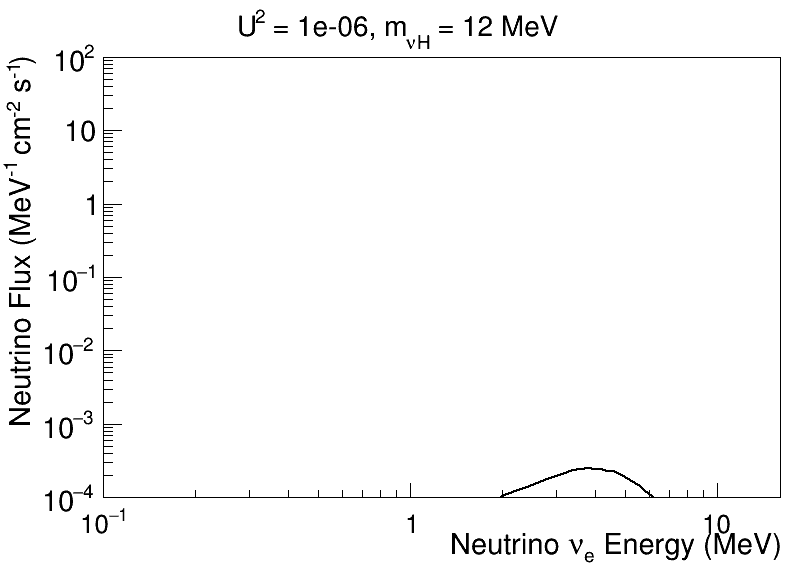 U² = 1e-06, m_νH = 12 MeV
Neutrino Flux (MeV⁻¹ cm⁻² s⁻¹)
10²
10
1
10⁻¹
10⁻²
10⁻³
10⁻⁴
10⁻¹ 1 10
Neutrino νₑ Energy (MeV)